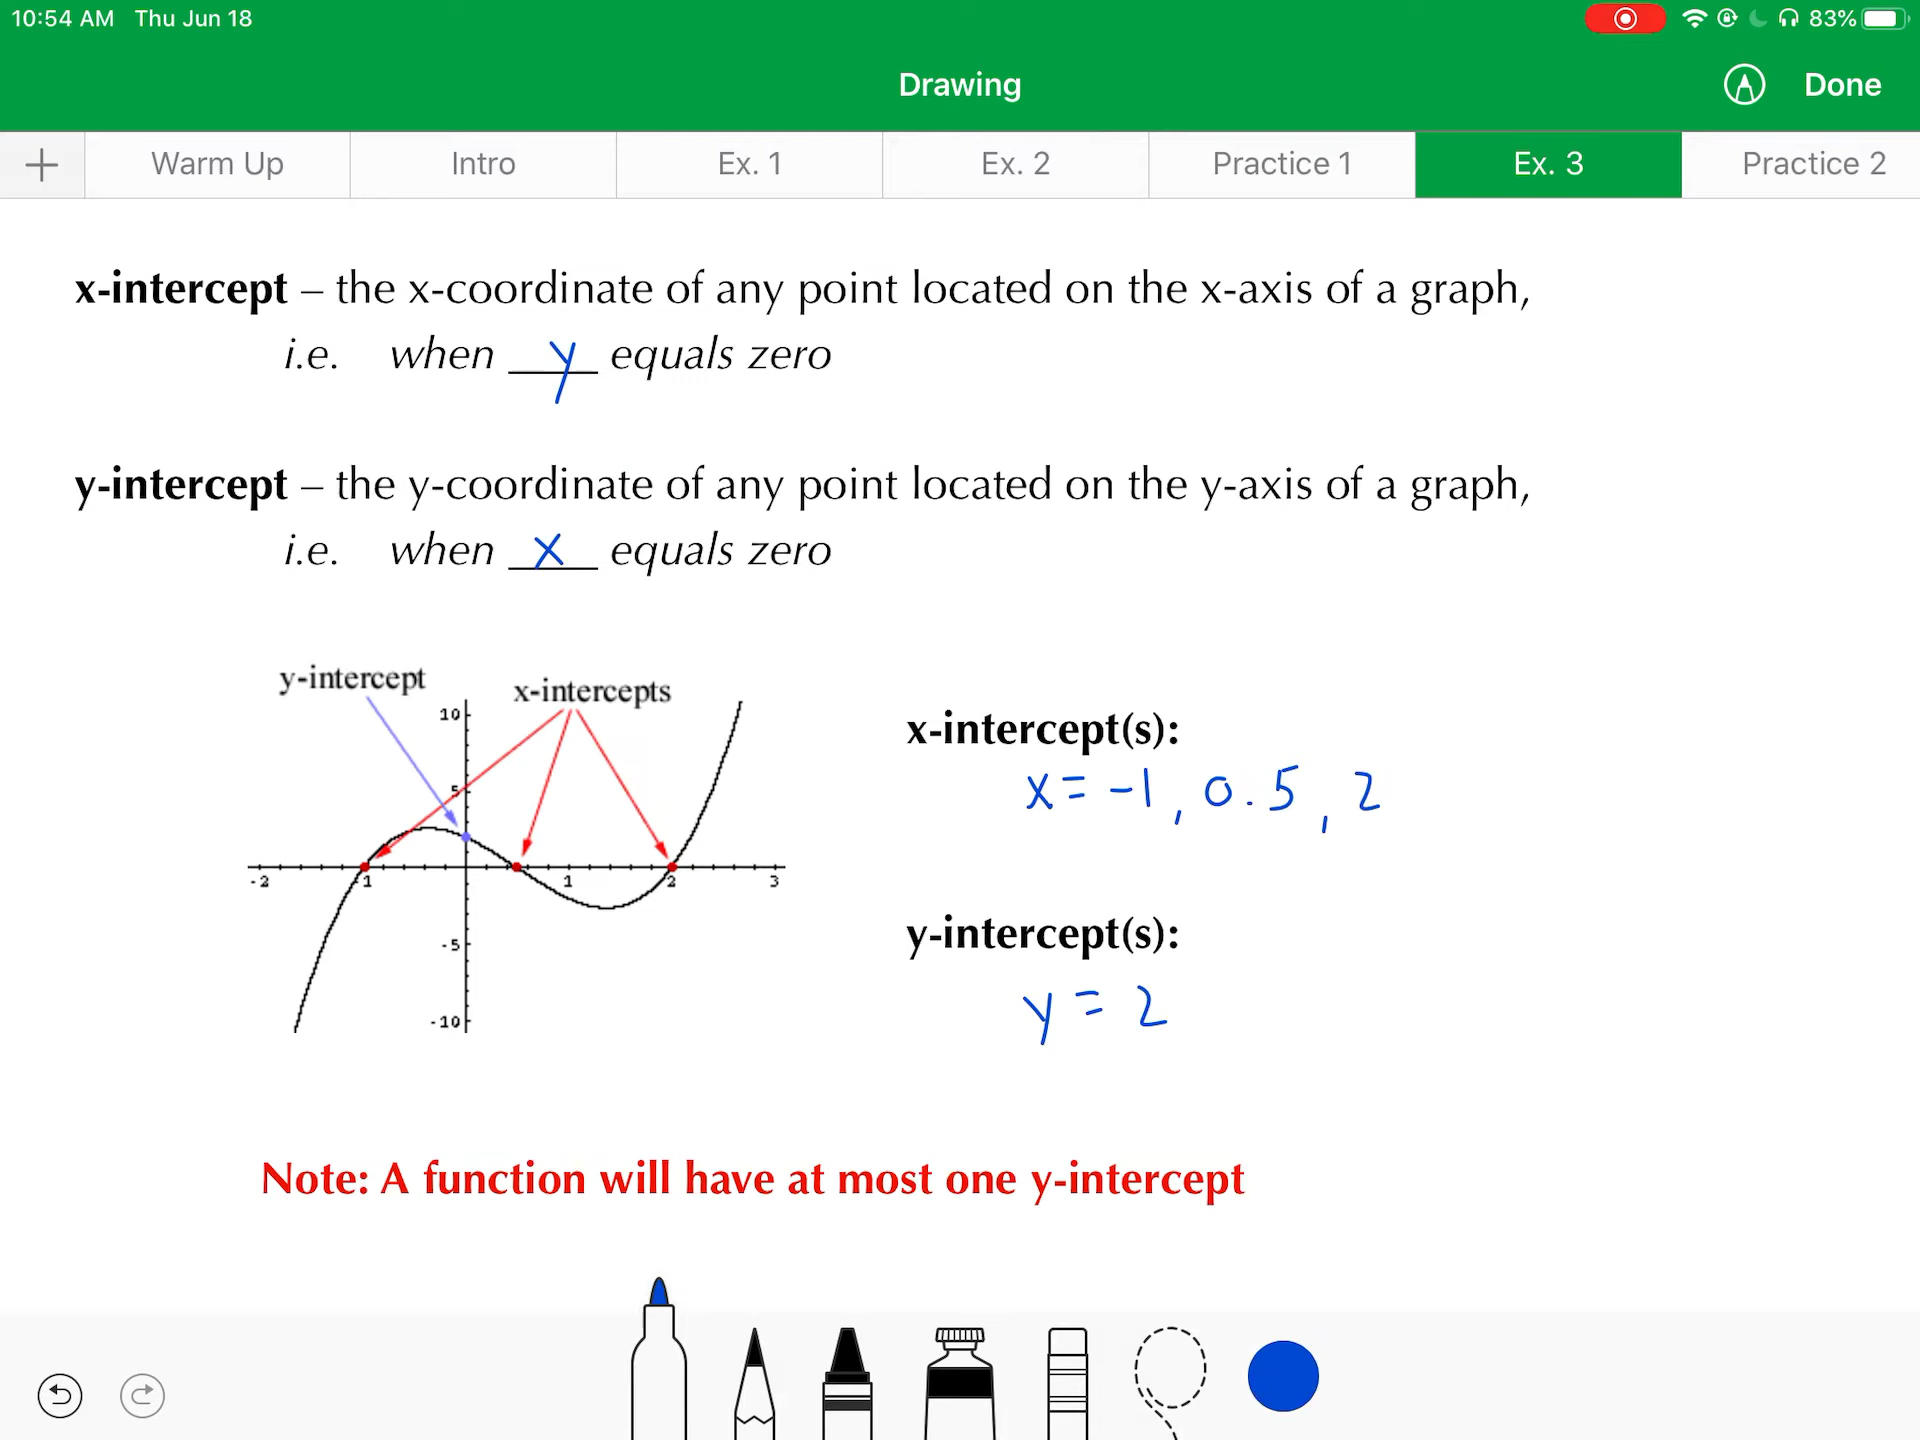 10:54 AM Thu Jun 18 83%
Drawing Done
Warm Up Intro Ex. 1 Ex. 2 Practice 1 Ex. 3 Practice 2
x-intercept – the x-coordinate of any point located on the x-axis of a graph,
i.e. when y equals zero
y-intercept – the y-coordinate of any point located on the y-axis of a graph,
i.e. when x equals zero
y-intercept
x-intercepts
10
5
-2 -1 1 2 3
-5
-10
x-intercept(s):
x = -1, 0.5, 2
y-intercept(s):
y = 2
Note: A function will have at most one y-intercept